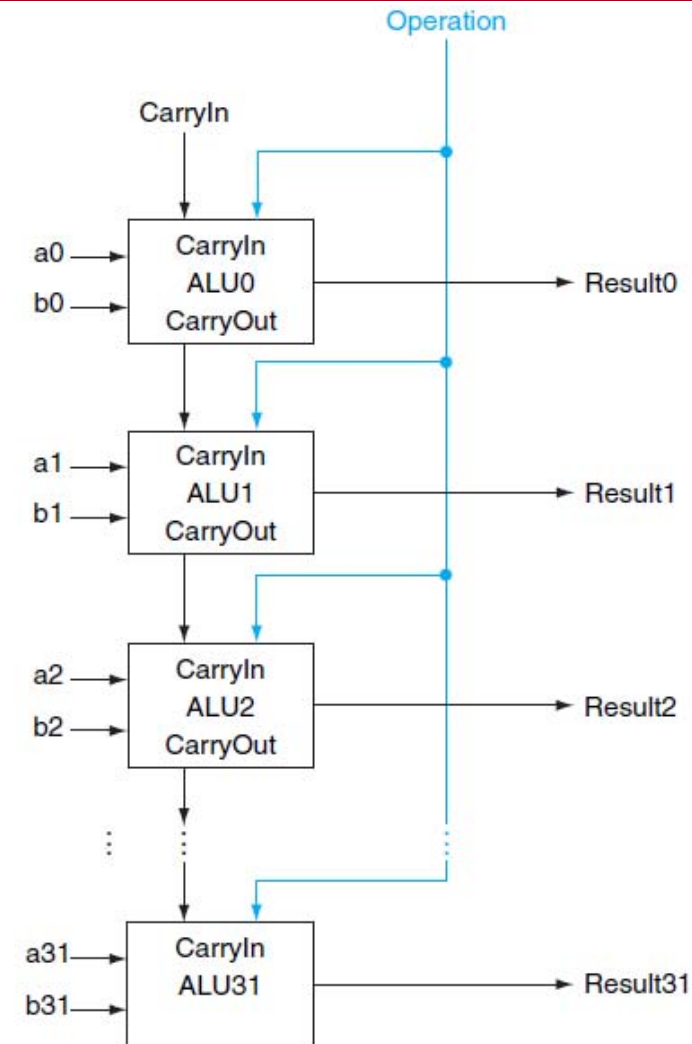 Operation
CarryIn
a0
b0
CarryIn
ALU0
CarryOut
Result0
a1
b1
CarryIn
ALU1
CarryOut
Result1
a2
b2
CarryIn
ALU2
CarryOut
Result2
a31
b31
CarryIn
ALU31
Result31